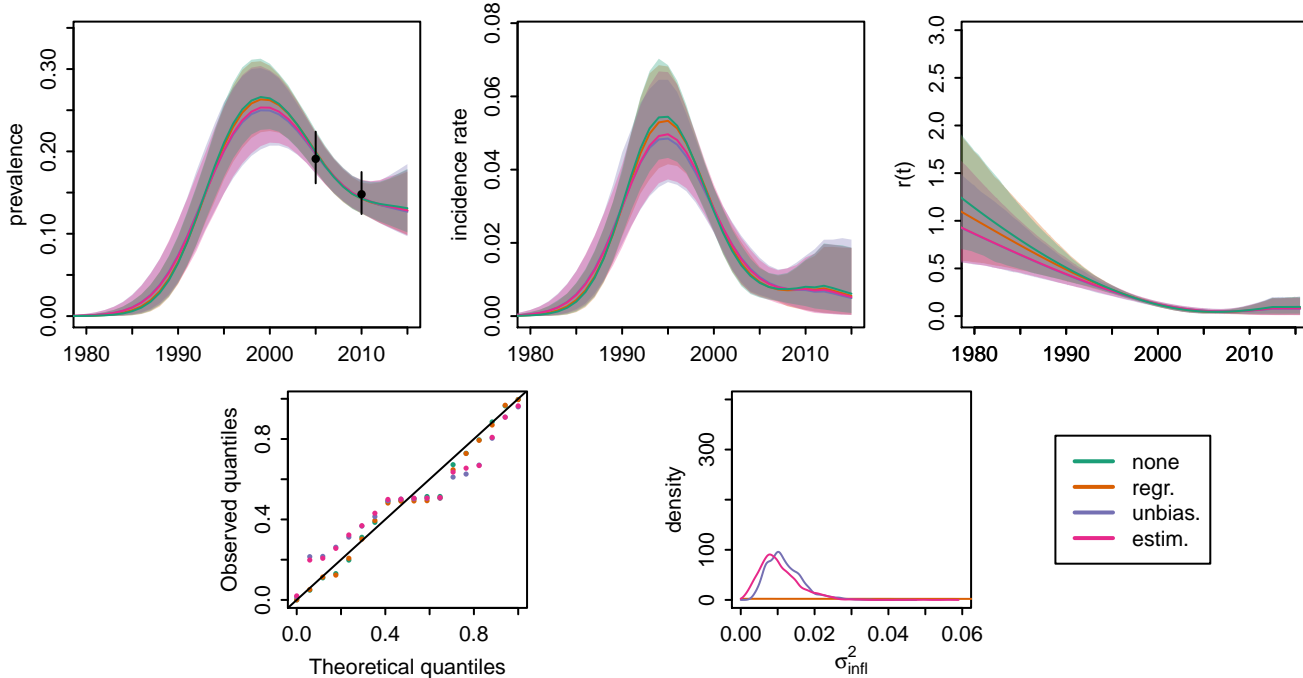 prevalence
0.00 0.10 0.20 0.30
1980 1990 2000 2010
incidence rate
0.00 0.02 0.04 0.06 0.08
1980 1990 2000 2010
r(t)
0.0 0.5 1.0 1.5 2.0 2.5 3.0
1980 1990 2000 2010
Observed quantiles
0.0 0.4 0.8
0.0 0.4 0.8
Theoretical quantiles
density
0 100 300
0.00 0.02 0.04 0.06
σ²infl
none
regr.
unbias.
estim.